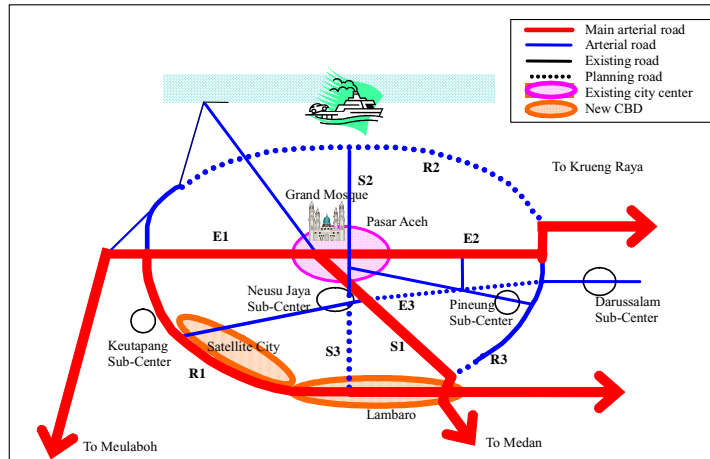 Main arterial road
Arterial road
Existing road
Planning road
Existing city center
New CBD
To Krueng Raya
S2
R2
Grand Mosque
Pasar Aceh
E1
E2
Neusu Jaya
Sub-Center
E3
Pineung
Sub-Center
Darussalam
Sub-Center
Keutapang
Sub-Center
Satellite City
S3
S1
R3
R1
Lambaro
To Meulaboh
To Medan